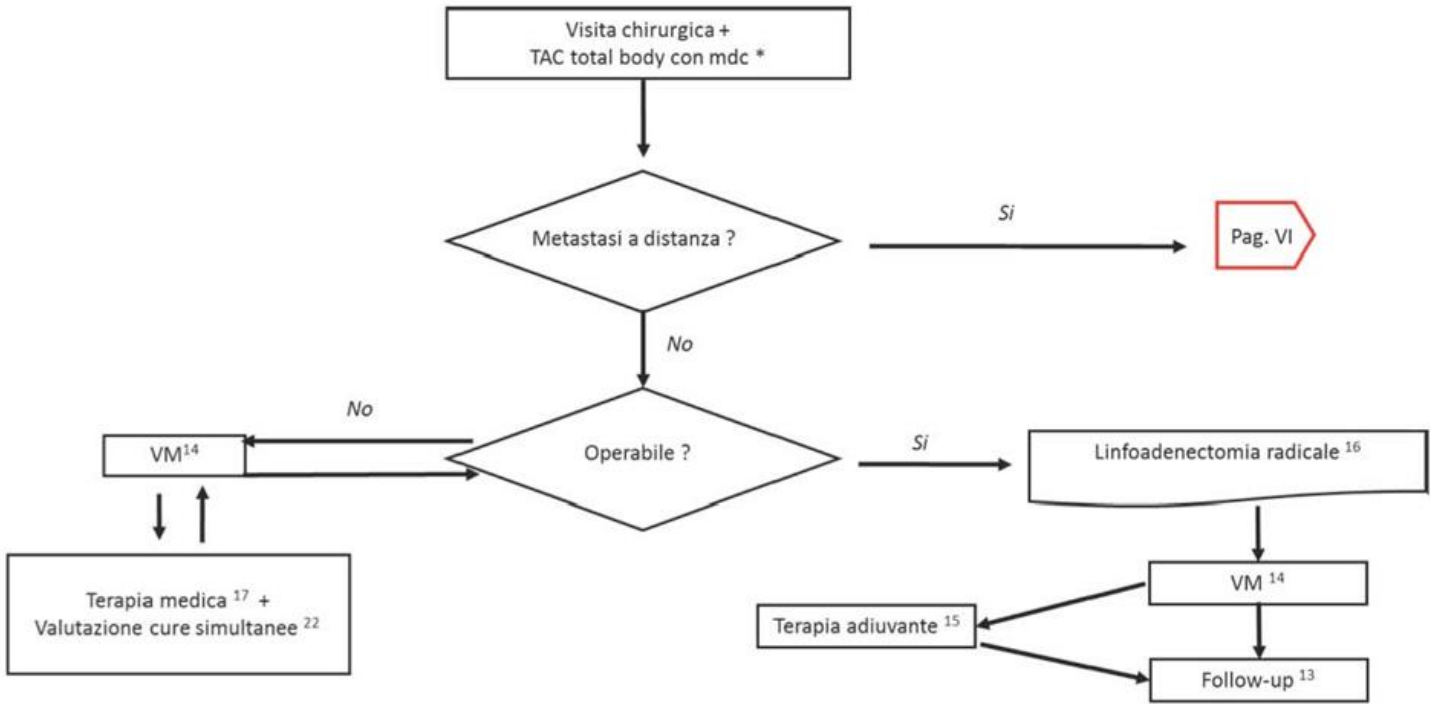 Visita chirurgica +
TAC total body con mdc *
Metastasi a distanza ?
Si
Pag. VI
No
No
VM14
Operabile ?
Si
Linfoadenectomia radicale 16
Terapia medica 17 +
Valutazione cure simultanee 22
VM 14
Terapia adiuvante 15
Follow-up 13